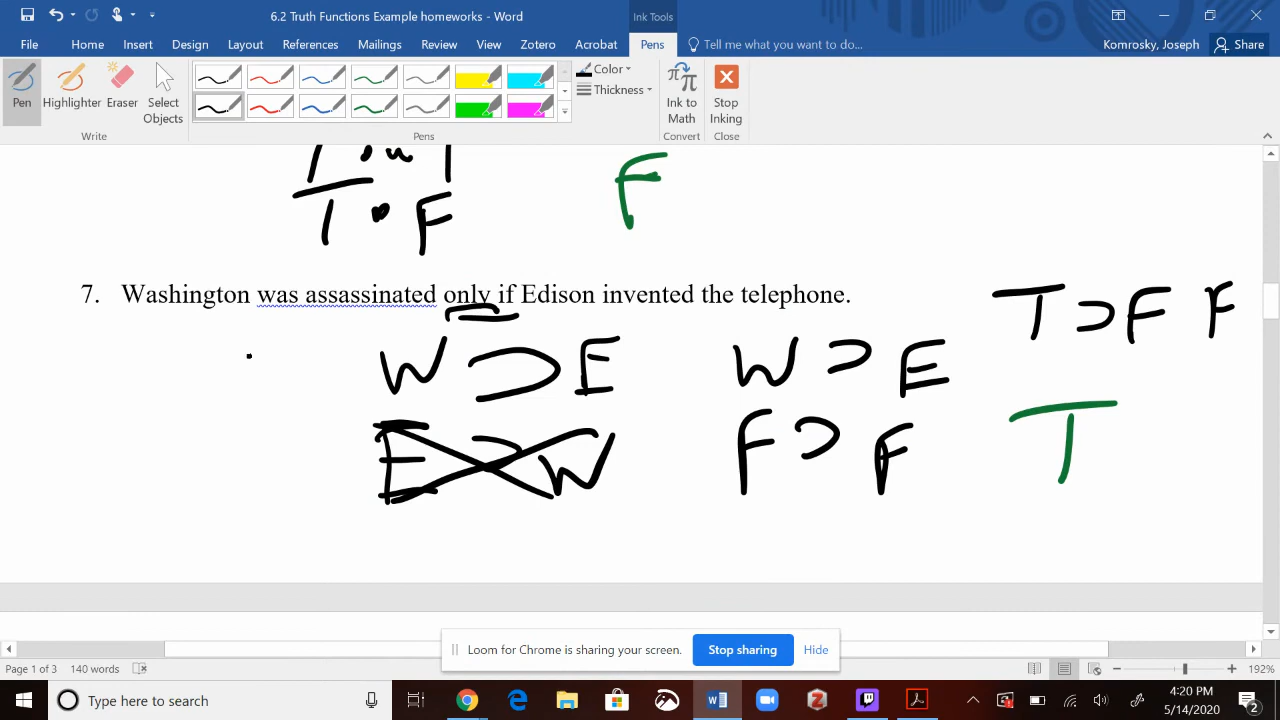 6.2 Truth Functions Example homeworks - Word
Ink Tools
Komrosky, Joseph
Share
File Home Insert Design Layout References Mailings Review View Zotero Acrobat Pens Tell me what you want to do...
Pen Highlighter Eraser Select Objects
Color
Thickness
Ink to Math
Stop Inking
Write Pens Convert Close
T · F
F
7. Washington was assassinated only if Edison invented the telephone.
T ⊃ F F
W ⊃ E W ⊃ E
E ⊃ W F ⊃ F T
Loom for Chrome is sharing your screen. Stop sharing Hide
Page 1 of 3 140 words 192%
Type here to search
4:20 PM
5/14/2020
2